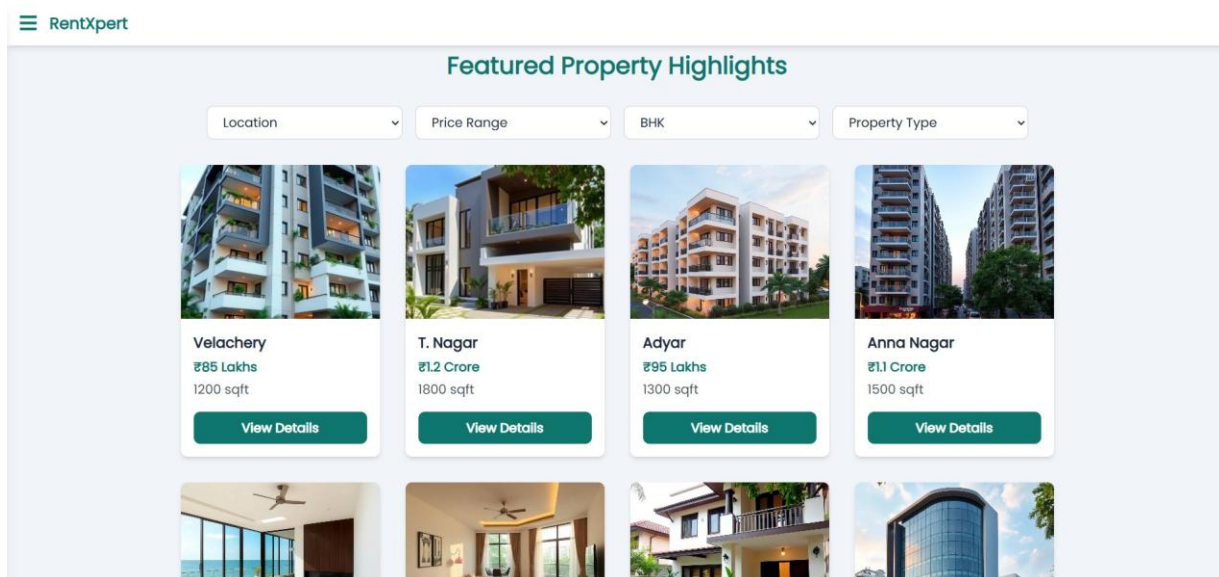 RentXpert
Featured Property Highlights
Location Price Range BHK Property Type
Velachery T. Nagar Adyar Anna Nagar
₹85 Lakhs ₹1.2 Crore ₹95 Lakhs ₹1.1 Crore
1200 sqft 1800 sqft 1300 sqft 1500 sqft
View Details View Details View Details View Details